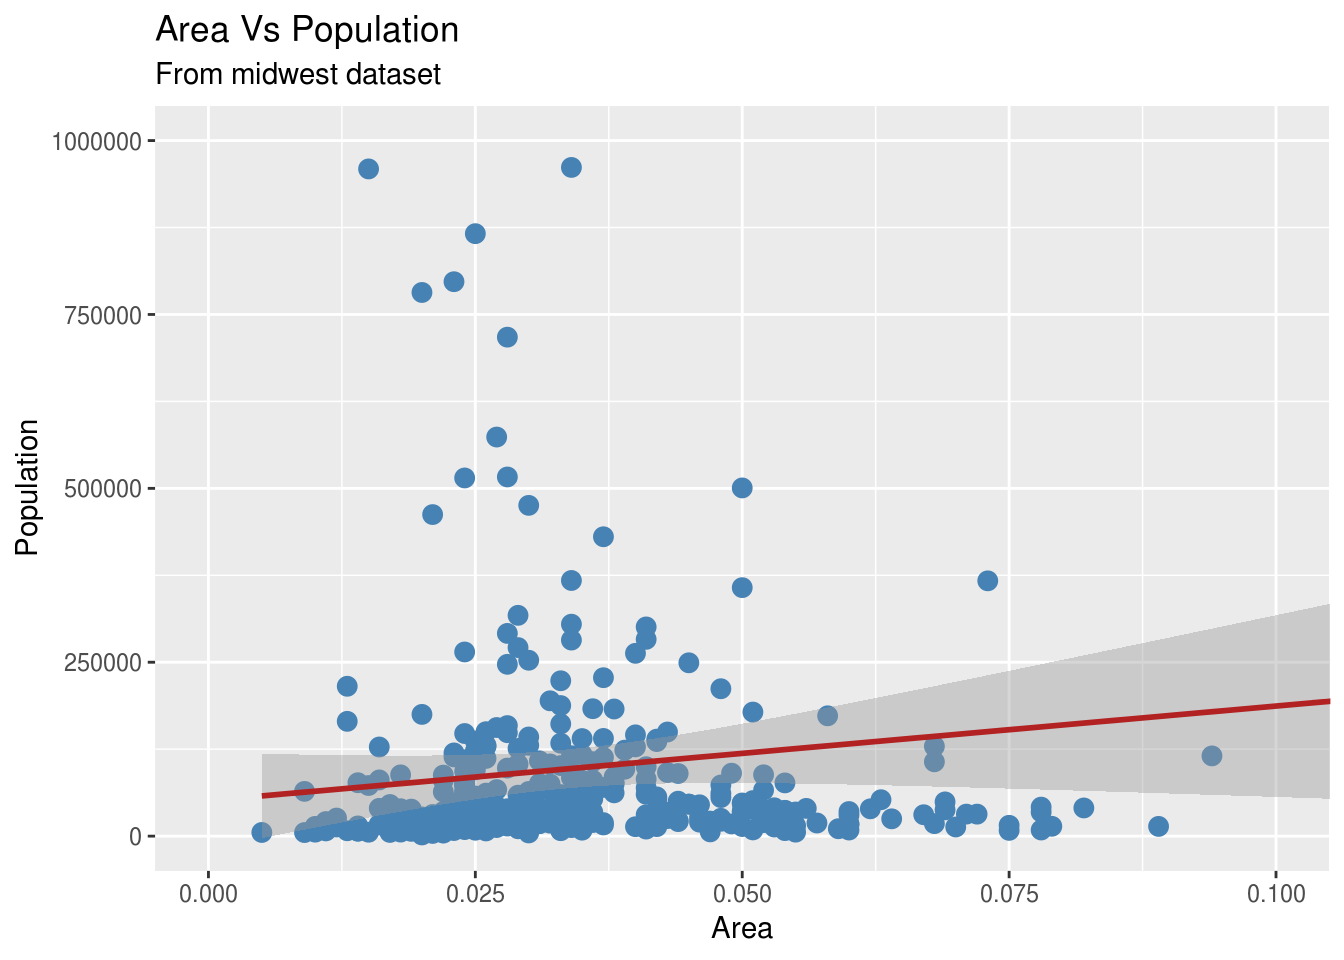 Area Vs Population
From midwest dataset
1000000
750000
500000
250000
0
Population
0.000
0.025
0.050
0.075
0.100
Area